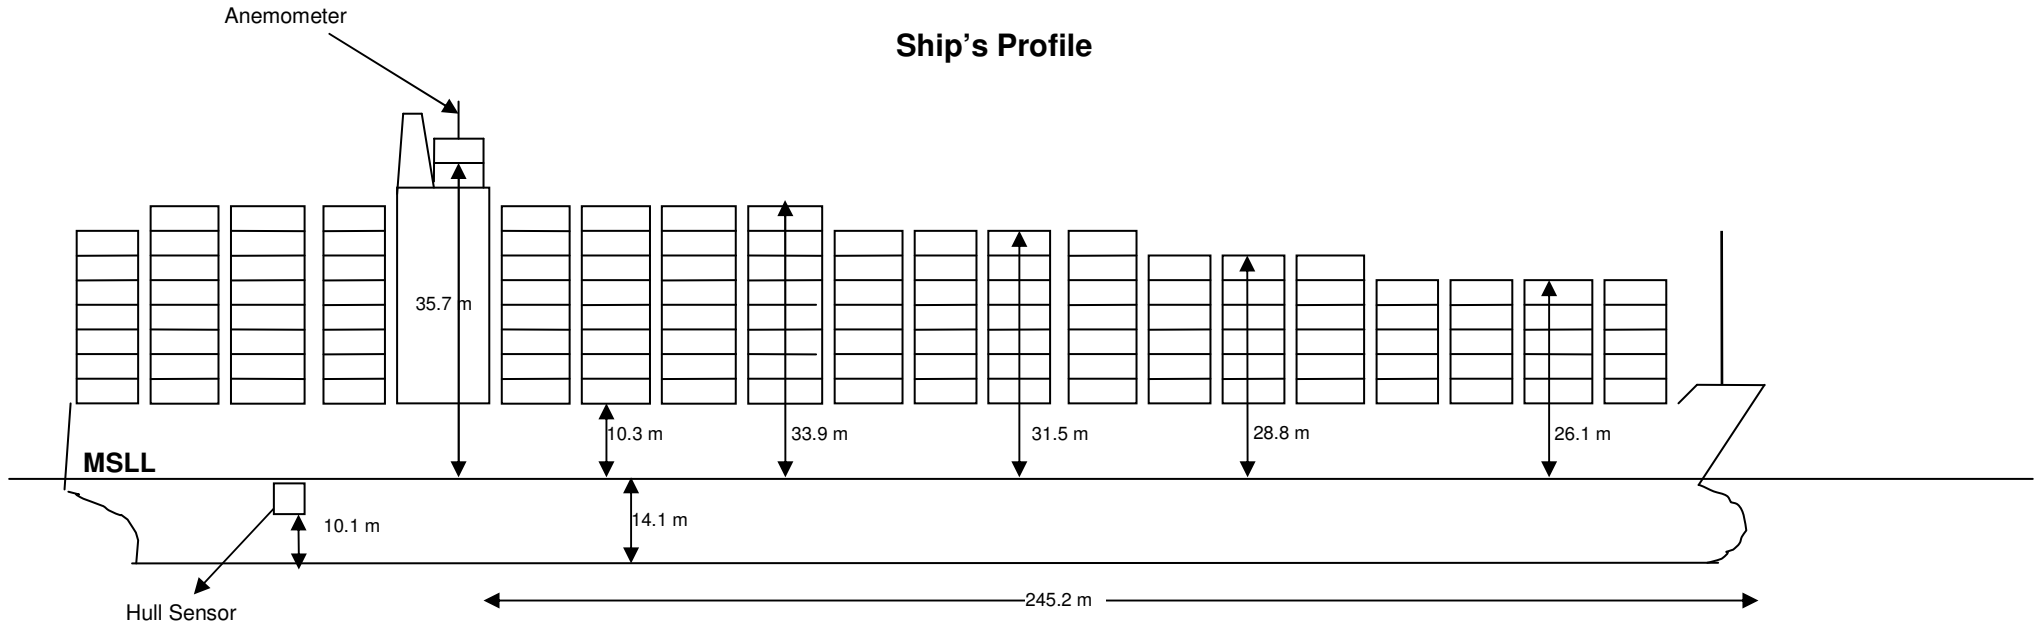 Anemometer
Ship's Profile
35.7 m
10.3 m
33.9 m
31.5 m
28.8 m
26.1 m
MSLL
10.1 m
14.1 m
245.2 m
Hull Sensor